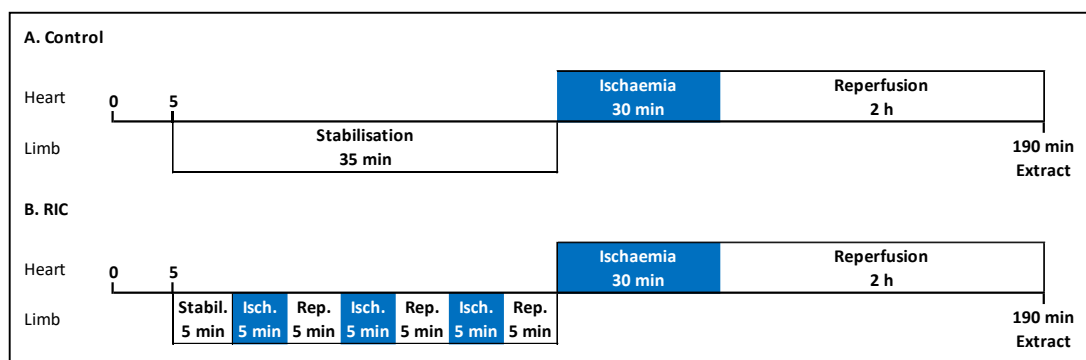 A. Control
Ischaemia Reperfusion
Heart 0 5 30 min 2 h
Stabilisation
Limb 35 min 190 min
Extract
B. RIC
Ischaemia Reperfusion
Heart 0 5 30 min 2 h
Stabil. Isch. Rep. Isch. Rep. Isch. Rep.
Limb 5 min 5 min 5 min 5 min 5 min 5 min 5 min 190 min
Extract